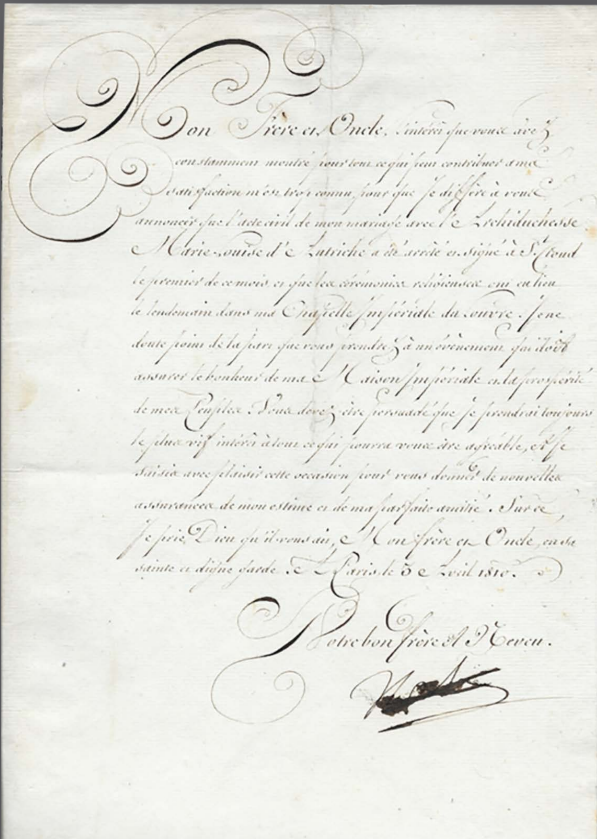 Mon Frère et Oncle, l'intérêt que vous avez
constamment montré pour tout ce qui peut contribuer à ma
satisfaction m'est trop connu, pour que Je diffère à vous
annoncer que l'acte civil de mon mariage avec l'Archiduchesse
Marie-Louise d'Autriche a été arrêté et signé à St Cloud
le premier de ce mois et que les cérémonies religieuses ont eu lieu
le lendemain dans ma Chapelle Impériale du Louvre. Je ne
doute point de la part que vous prendrez à un évènement qui doit
assurer le bonheur de ma Maison Impériale et la prospérité
de mes Peuples. Vous devez être persuadé que je prendrai toujours
le plus vif intérêt à tout ce qui pourra vous être agréable, et Je
saisis avec plaisir cette occasion pour vous donner de nouvelles
assurances de mon estime et de ma parfaite amitié. Sur ce
Je prie Dieu qu'il vous ait, Mon frère et Oncle, en sa
sainte et digne garde. à Paris le 3 Avril 1810.
Votre bon frère et Neveu.